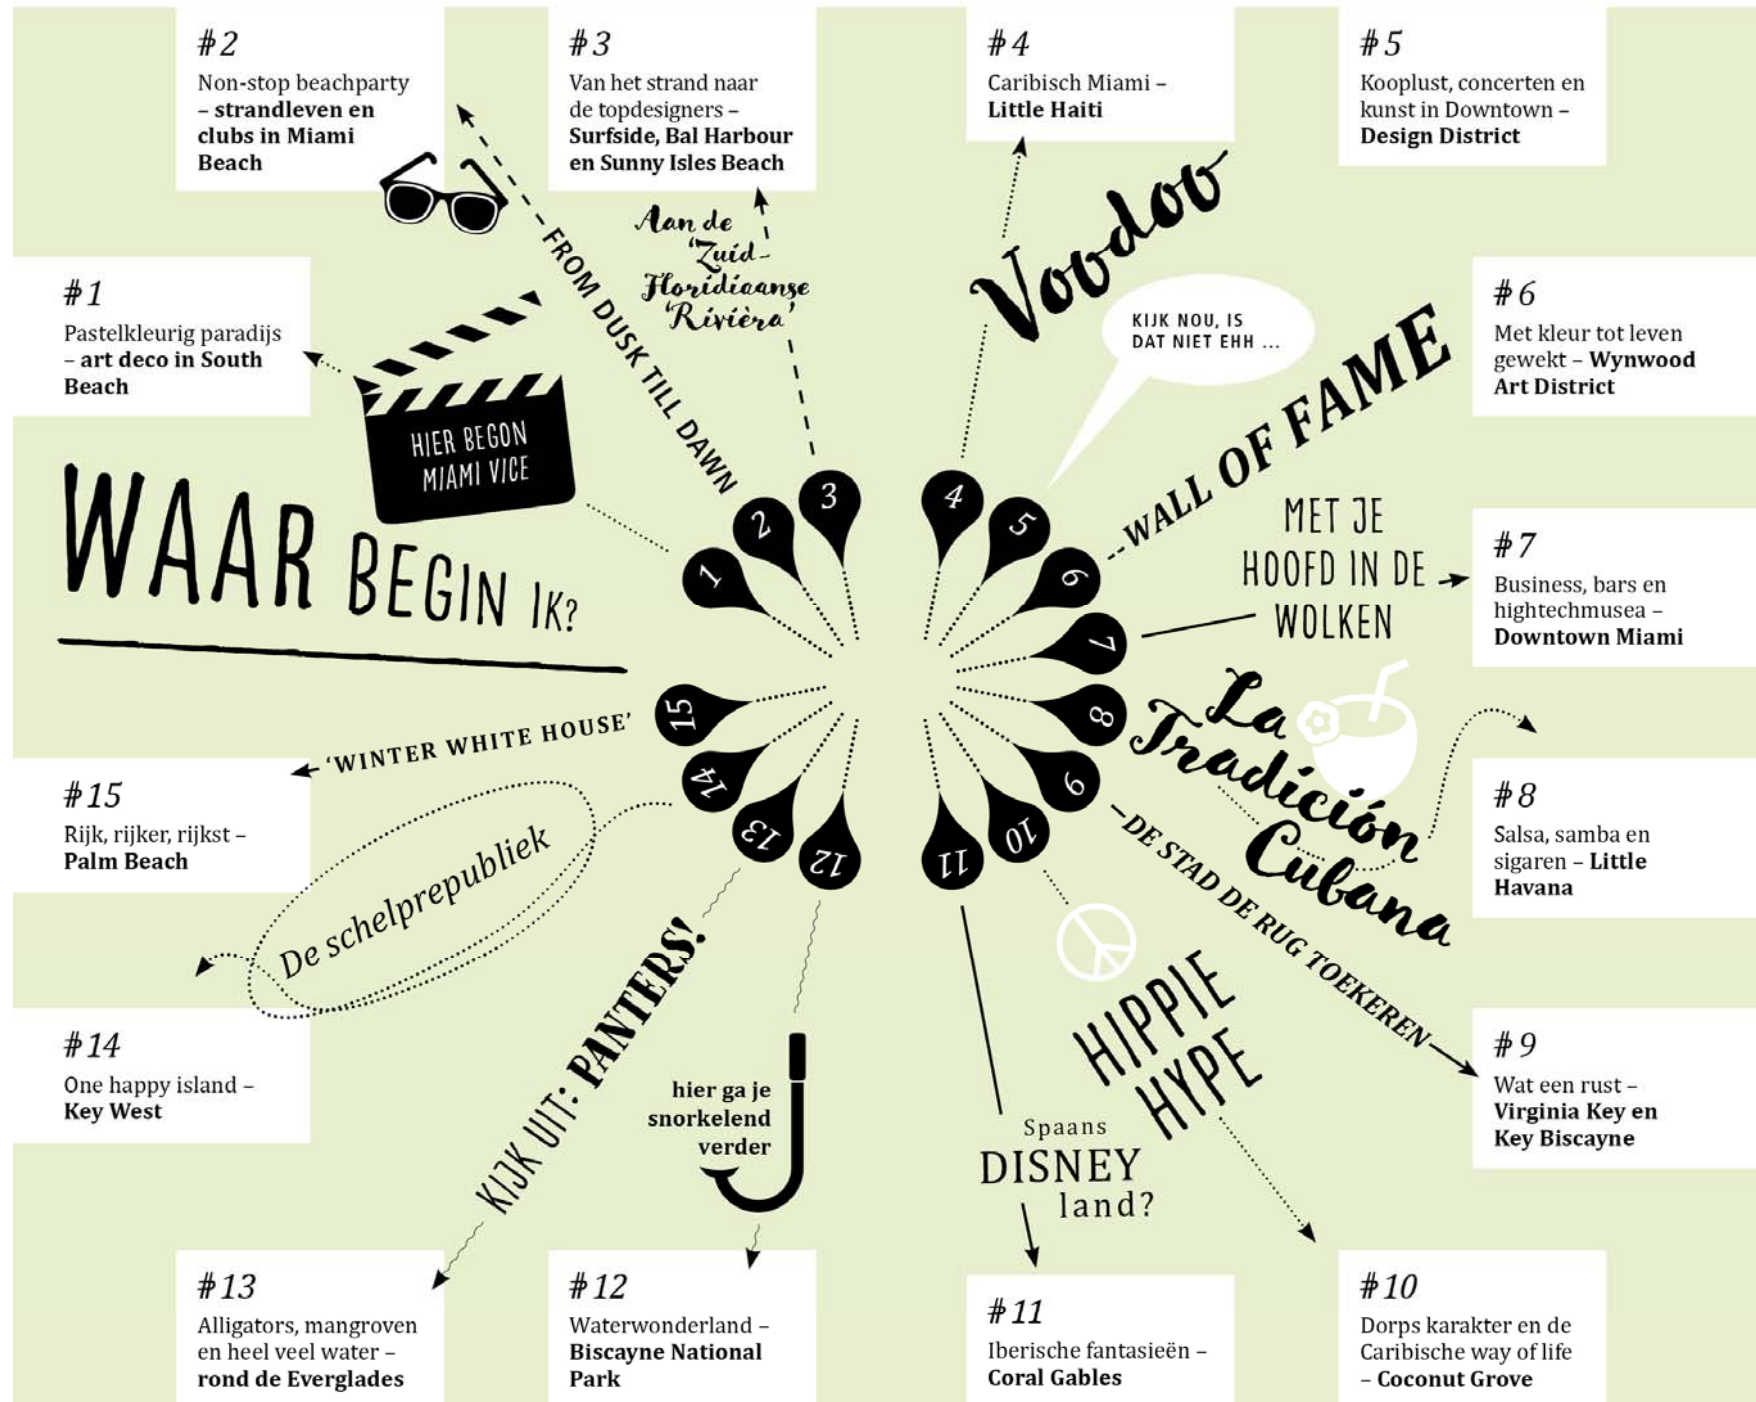 #2
Non-stop beachparty
– strandleven en
clubs in Miami
Beach
#3
Van het strand naar
de topdesigners –
Surfside, Bal Harbour
en Sunny Isles Beach
#4
Caribisch Miami –
Little Haiti
#5
Kooplust, concerten en
kunst in Downtown –
Design District
#1
Pastelkleurig paradijs
– art deco in South
Beach
FROM DUSK TILL DAWN
Aan de
'Zuid-
Floridiaanse
'Rivièra'
Voodoo
KIJK NOU, IS
DAT NIET EHH ...
#6
Met kleur tot leven
gewekt – Wynwood
Art District
HIER BEGON
MIAMI VICE
WALL OF FAME
WAAR BEGIN IK?
MET JE
HOOFD IN DE
WOLKEN
#7
Business, bars en
hightechmusea –
Downtown Miami
1
2
3
4
5
6
7
8
9
10
11
12
13
14
15
'WINTER WHITE HOUSE'
La
Tradición
Cubana
#15
Rijk, rijker, rijkst –
Palm Beach
#8
Salsa, samba en
sigaren – Little
Havana
De schelprepubliek
DE STAD DE RUG TOEKEREN
#14
One happy island –
Key West
KIJK UIT: PANTERS!
hier ga je
snorkelend
verder
HIPPIE
HYPE
Spaans
DISNEY
land?
#9
Wat een rust –
Virginia Key en
Key Biscayne
#13
Alligators, mangroven
en heel veel water –
rond de Everglades
#12
Waterwonderland –
Biscayne National
Park
#11
Iberische fantasieën –
Coral Gables
#10
Dorps karakter en de
Caribische way of life
– Coconut Grove